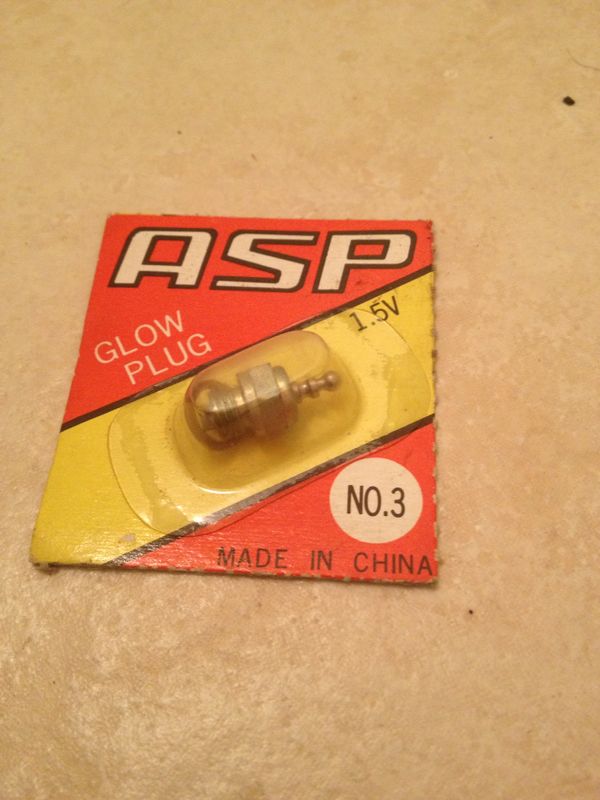 ASP
GLOW
PLUG
1.5V
NO.3
MADE IN CHINA